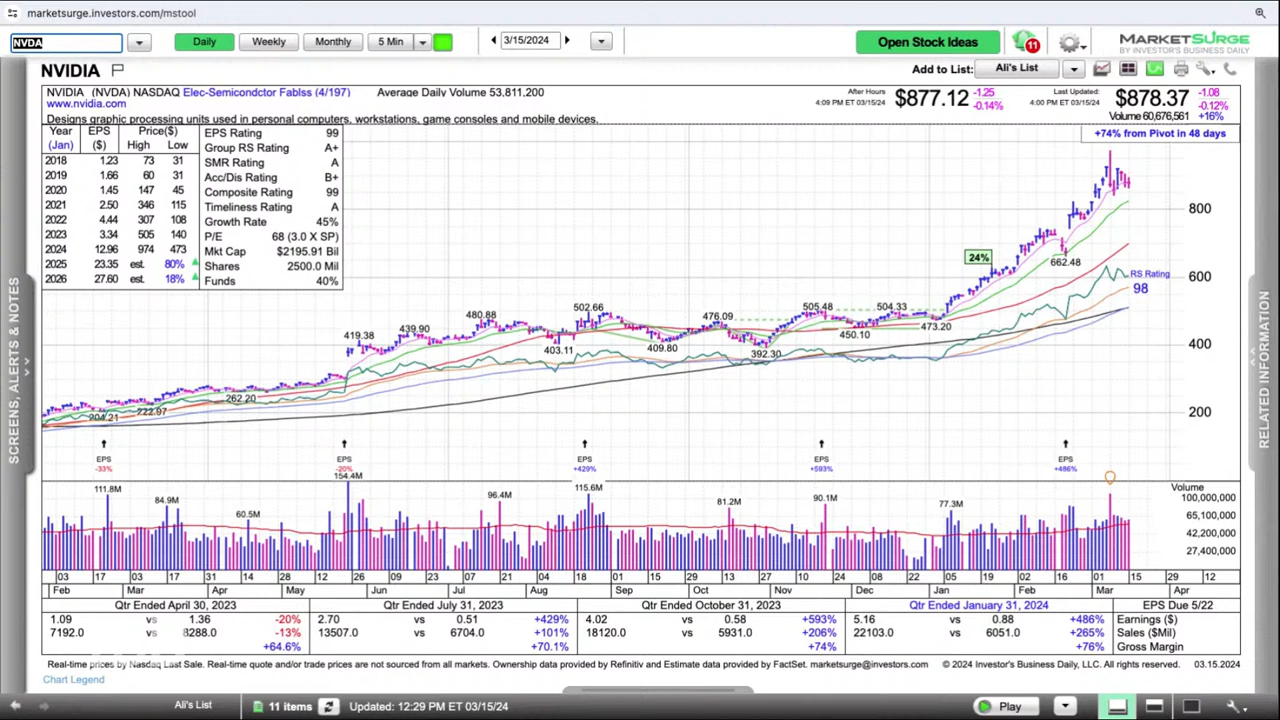 marketsurge.investors.com/mstool
NVDA
Daily
Weekly
Monthly
5 Min
3/15/2024
Open Stock Ideas
11
MARKETSURGE
BY INVESTOR'S BUSINESS DAILY
NVIDIA
Add to List:
Ali's List
NVIDIA (NVDA) NASDAQ Elec-Semicondctor Fablss (4/197) Average Daily Volume 53,811,200
www.nvidia.com
Designs graphic processing units used in personal computers, workstations, game consoles and mobile devices.
After Hours
4:09 PM ET 03/15/24
$877.12
-1.25
-0.14%
Last Updated:
4:00 PM ET 03/15/24
$878.37
-1.08
-0.12%
Volume 60,676,561 +16%
+74% from Pivot in 48 days
Year EPS Price($)
(Jan) ($) High Low
2018 1.23 73 31
2019 1.66 60 31
2020 1.45 147 45
2021 2.50 346 115
2022 4.44 307 108
2023 3.34 505 140
2024 12.96 974 473
2025 23.35 est. 80%
2026 27.60 est. 18%
EPS Rating 99
Group RS Rating A+
SMR Rating A
Acc/Dis Rating B+
Composite Rating 99
Timeliness Rating A
Growth Rate 45%
P/E 68 (3.0 X SP)
Mkt Cap $2195.91 Bil
Shares 2500.0 Mil
Funds 40%
800
600
400
200
24%
662.48
RS Rating
98
419.38
439.90
480.88
502.66
476.09
505.48
504.33
403.11
409.80
392.30
450.10
473.20
204.21
222.97
262.20
EPS
-33%
EPS
-20%
EPS
+429%
EPS
+593%
EPS
+486%
Volume
100,000,000
65,100,000
42,200,000
27,400,000
111.8M
84.9M
60.5M
154.4M
96.4M
115.6M
81.2M
90.1M
77.3M
03 17 03 17 31 14 28 12 26 09 23 07 21 04 18 01 15 29 13 27 10 24 08 22 05 19 02 16 01 15 29 12
Feb Mar Apr May Jun Jul Aug Sep Oct Nov Dec Jan Feb Mar Apr
Qtr Ended April 30, 2023 Qtr Ended July 31, 2023 Qtr Ended October 31, 2023 Qtr Ended January 31, 2024 EPS Due 5/22
1.09 vs 1.36 -20% 2.70 vs 0.51 +429% 4.02 vs 0.58 +593% 5.16 vs 0.88 +486% Earnings ($)
7192.0 vs 8288.0 -13% 13507.0 vs 6704.0 +101% 18120.0 vs 5931.0 +206% 22103.0 vs 6051.0 +265% Sales ($Mil)
+64.6% +70.1% +74% +76% Gross Margin
Real-time prices by Nasdaq Last Sale. Real-time quote and/or trade prices are not sourced from all markets. Ownership data provided by Refinitiv and Estimate data provided by FactSet. marketsurge@investors.com © 2024 Investor's Business Daily, LLC. All rights reserved. 03.15.2024
Chart Legend
SCREENS, ALERTS & NOTES
RELATED INFORMATION
Ali's List
11 items
Updated: 12:29 PM 03/15/24
Play